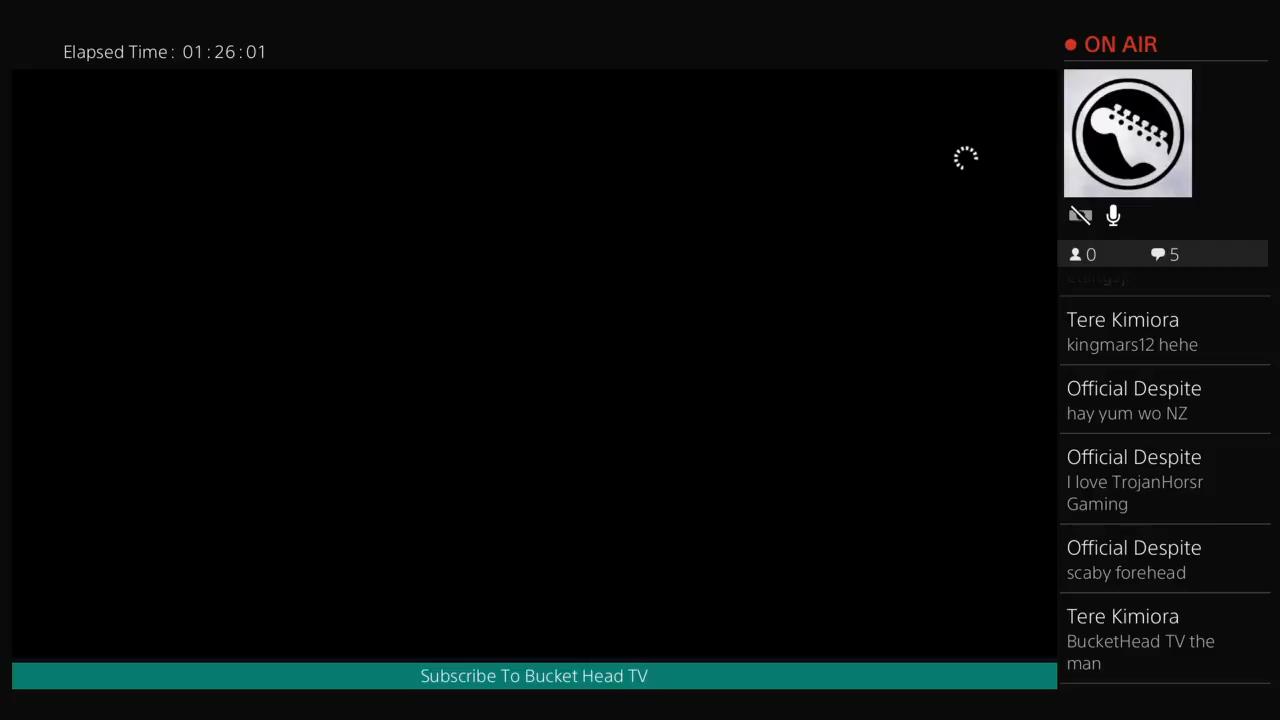 Elapsed Time: 01:26:01
ON AIR
0
5
Tere Kimiora
kingmars12 hehe
Official Despite
hay yum wo NZ
Official Despite
I love TrojanHorsr
Gaming
Official Despite
scaby forehead
Tere Kimiora
BucketHead TV the
man
Subscribe To Bucket Head TV